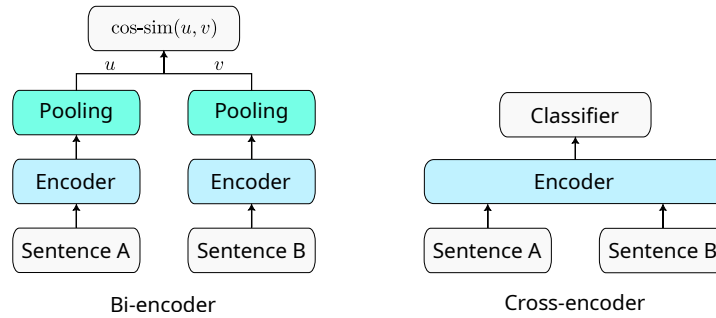 cos-sim(u, v)
u v
Pooling Pooling
Encoder Encoder
Sentence A Sentence B
Bi-encoder
Classifier
Encoder
Sentence A Sentence B
Cross-encoder